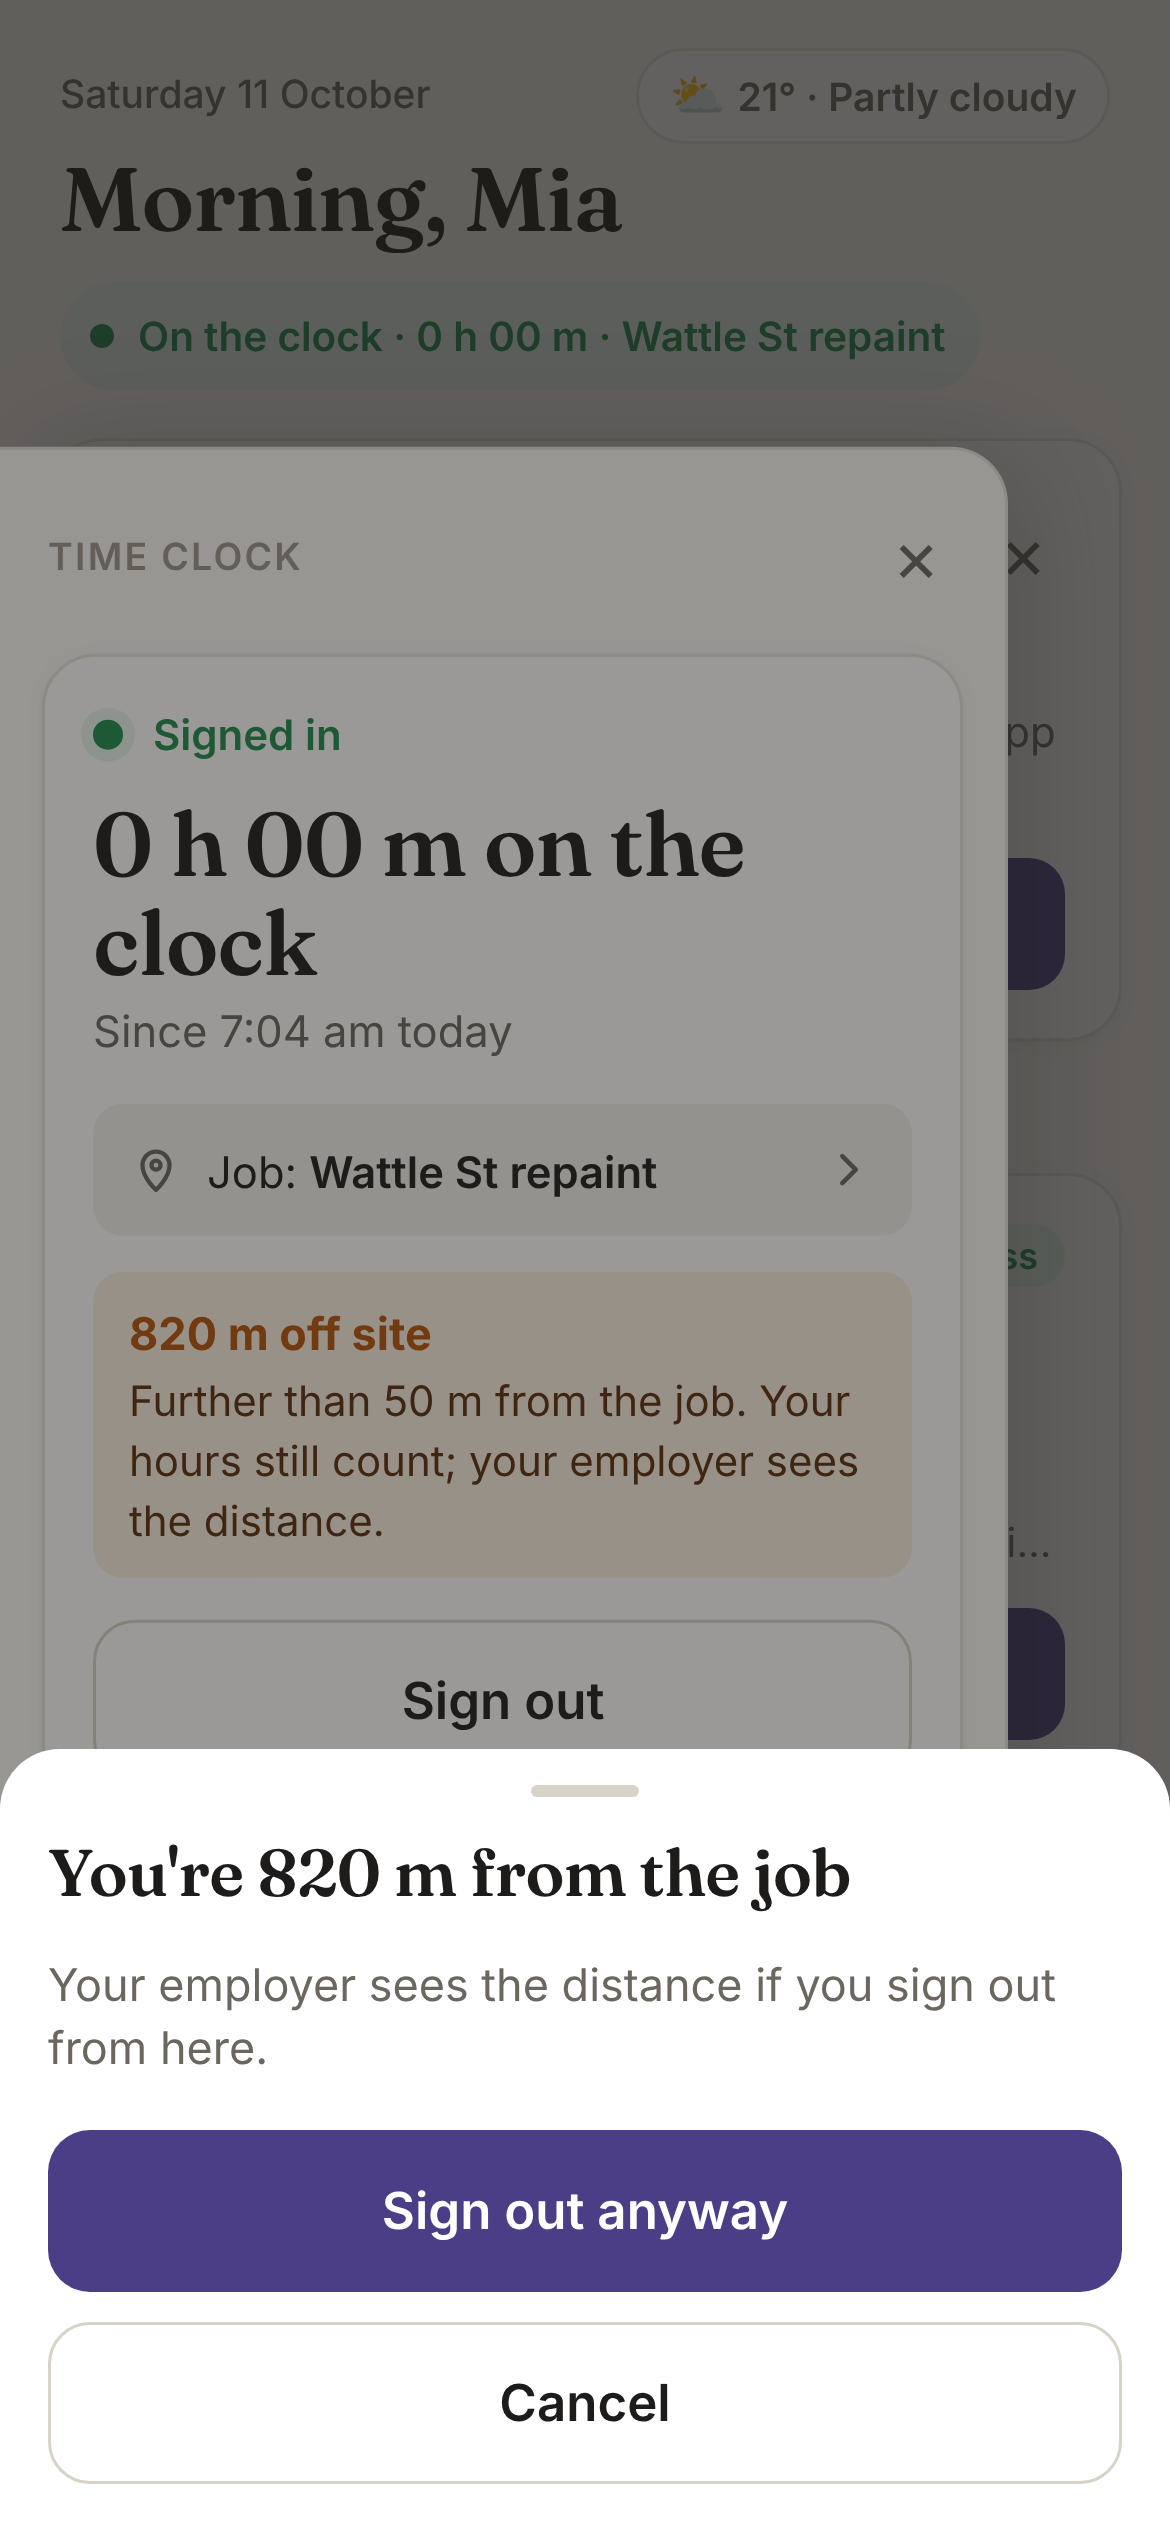 Saturday 11 October
21° · Partly cloudy
Morning, Mia
On the clock · 0 h 00 m · Wattle St repaint
TIME CLOCK
Signed in
0 h 00 m on the
clock
Since 7:04 am today
Job: Wattle St repaint
820 m off site
Further than 50 m from the job. Your
hours still count; your employer sees
the distance.
Sign out
You're 820 m from the job
Your employer sees the distance if you sign out
from here.
Sign out anyway
Cancel